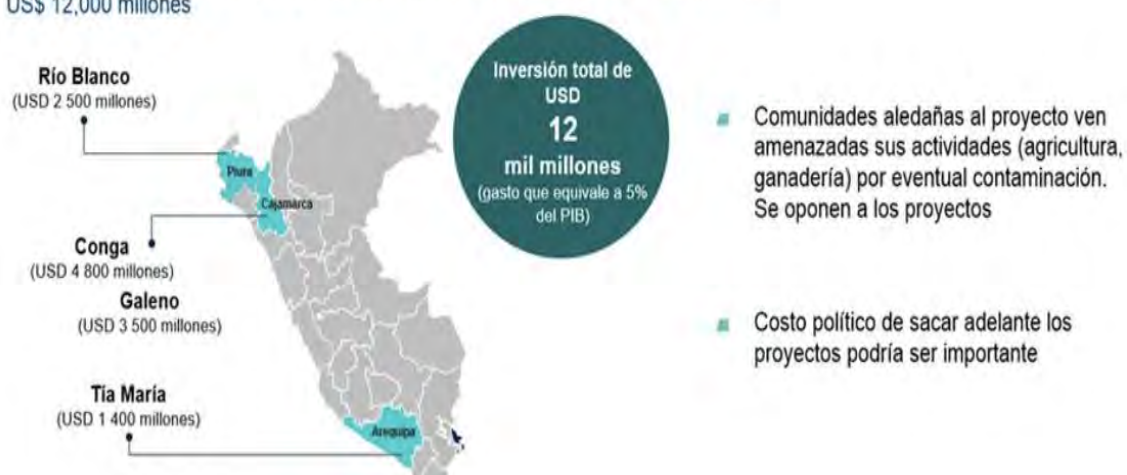 US$ 12,000 millones
Río Blanco
(USD 2 500 millones)
Piura
Cajamarca
Conga
(USD 4 800 millones)
Galeno
(USD 3 500 millones)
Tía María
(USD 1 400 millones)
Arequipa
Inversión total de
USD
12
mil millones
(gasto que equivale a 5%
del PIB)
Comunidades aledañas al proyecto ven
amenazadas sus actividades (agricultura,
ganadería) por eventual contaminación.
Se oponen a los proyectos
Costo político de sacar adelante los
proyectos podría ser importante